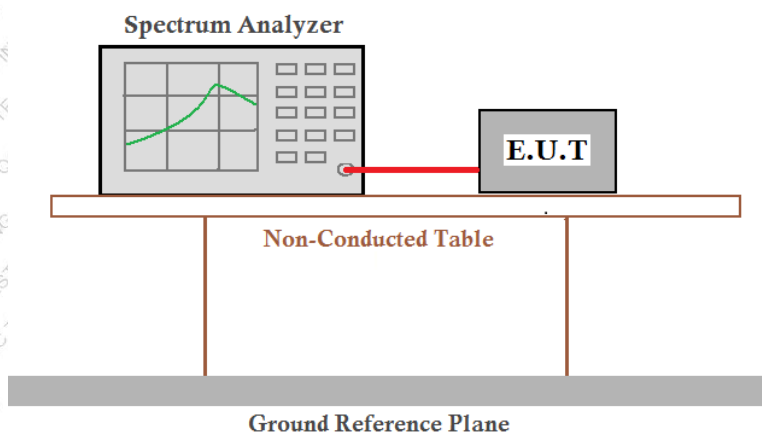 Spectrum Analyzer
E.U.T
Non-Conducted Table
Ground Reference Plane